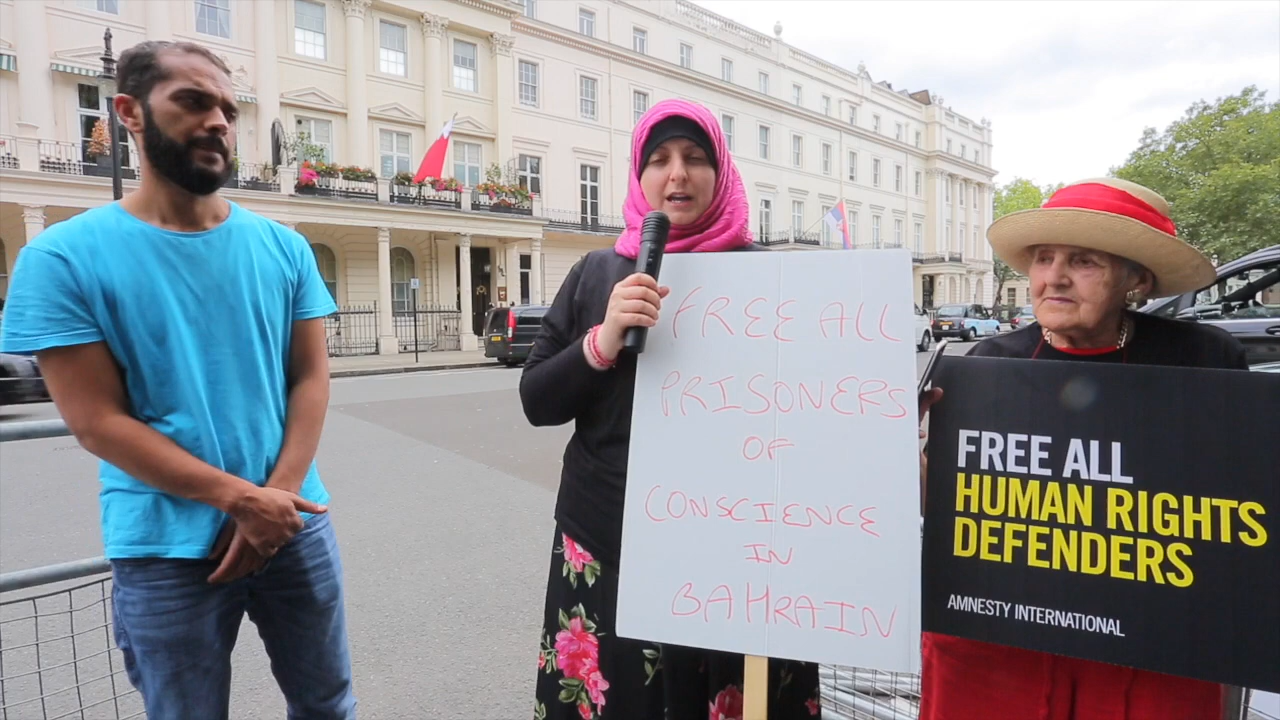 FREE ALL
PRISONERS
OF
CONSCIENCE
IN
BAHRAIN
FREE ALL
HUMAN RIGHTS
DEFENDERS
AMNESTY INTERNATIONAL